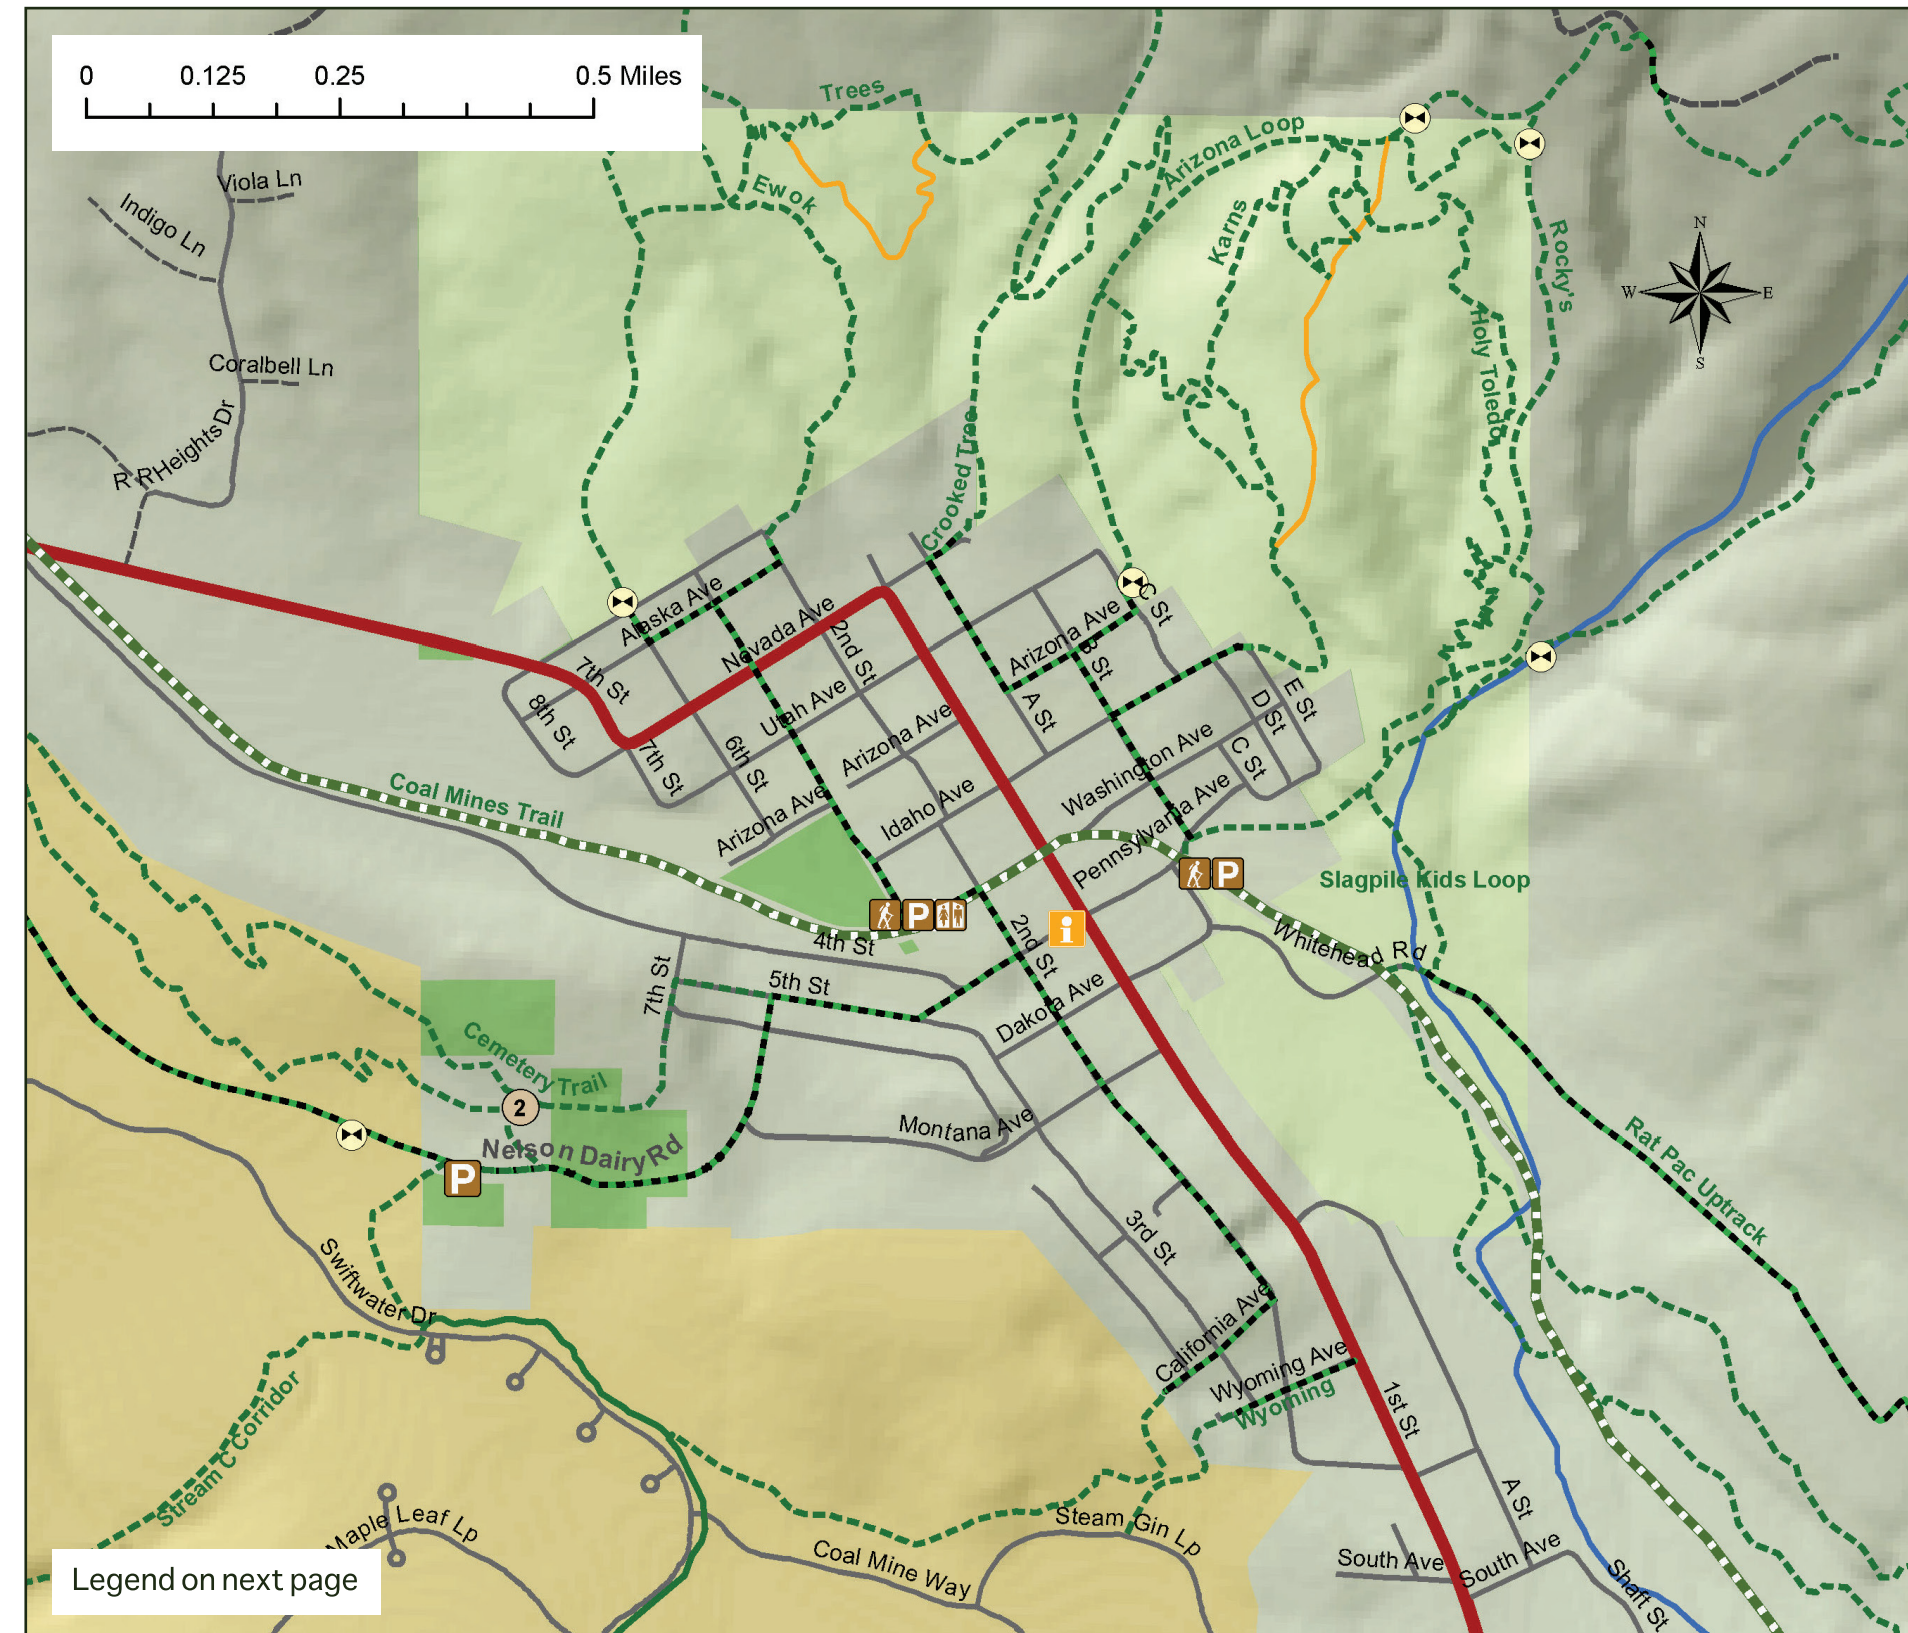 0 0.125 0.25 0.5 Miles
Trees
Arizona Loop
Ewok
Viola Ln
Indigo Ln
Karns
Rocky's
N
W E
S
Holy Toledo
Coralbell Ln
R RHeights Dr
Crooked Tree
Alaska Ave
Nevada Ave
2nd St
Arizona Ave
C St
B St
7th St
8th St
Utah Ave
A St
E St
D St
7th St
6th St
Arizona Ave
Washington Ave
C St
Coal Mines Trail
Arizona Ave
Idaho Ave
Pennsylvania Ave
Slagpile Kids Loop
P
P
i
4th St
2nd St
Whitehead Rd
7th St
5th St
Dakota Ave
Cemetery Trail
2
Montana Ave
Nelson Dairy Rd
P
Rat Pac Uptrack
3rd St
Swiftwater Dr
California Ave
Wyoming Ave
Wyoming
1st St
Stream C Corridor
A St
Maple Leaf Lp
Steam Gin Lp
Coal Mine Way
South Ave
South Ave
Shaft St
Legend on next page